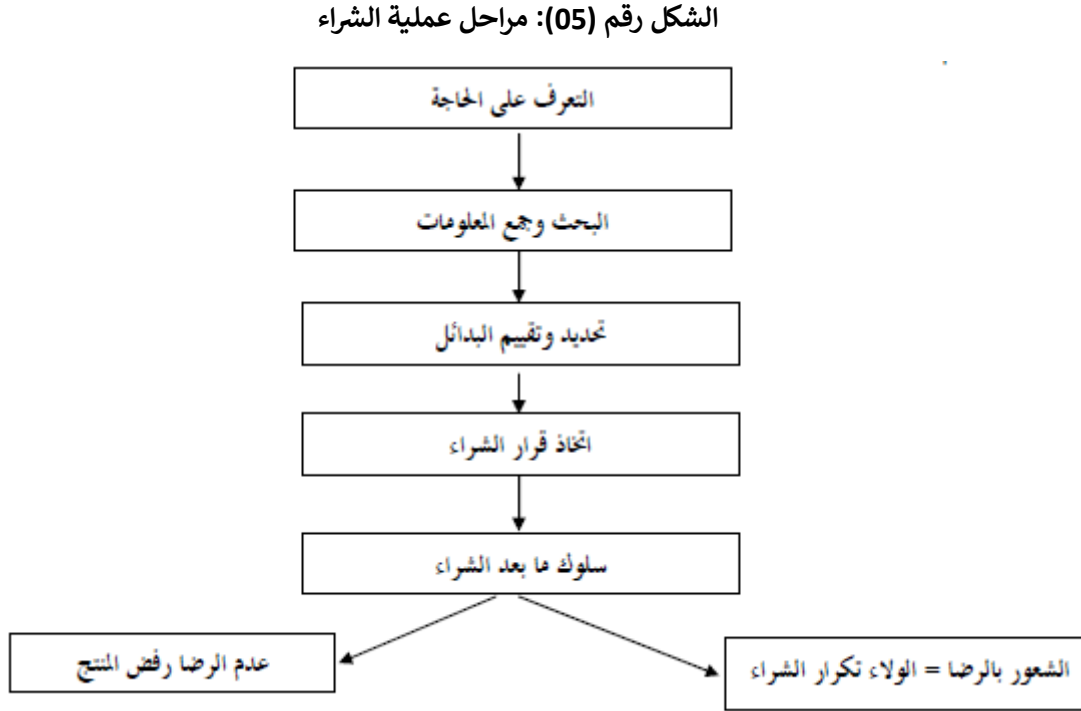 الشكل رقم (05): مراحل عملية الشراء
التعرف على الحاجة
البحث وجمع المعلومات
تحديد وتقييم البدائل
اتخاذ قرار الشراء
سلوك ما بعد الشراء
الشعور بالرضا = الولاء تكرار الشراء
عدم الرضا رفض المنتج